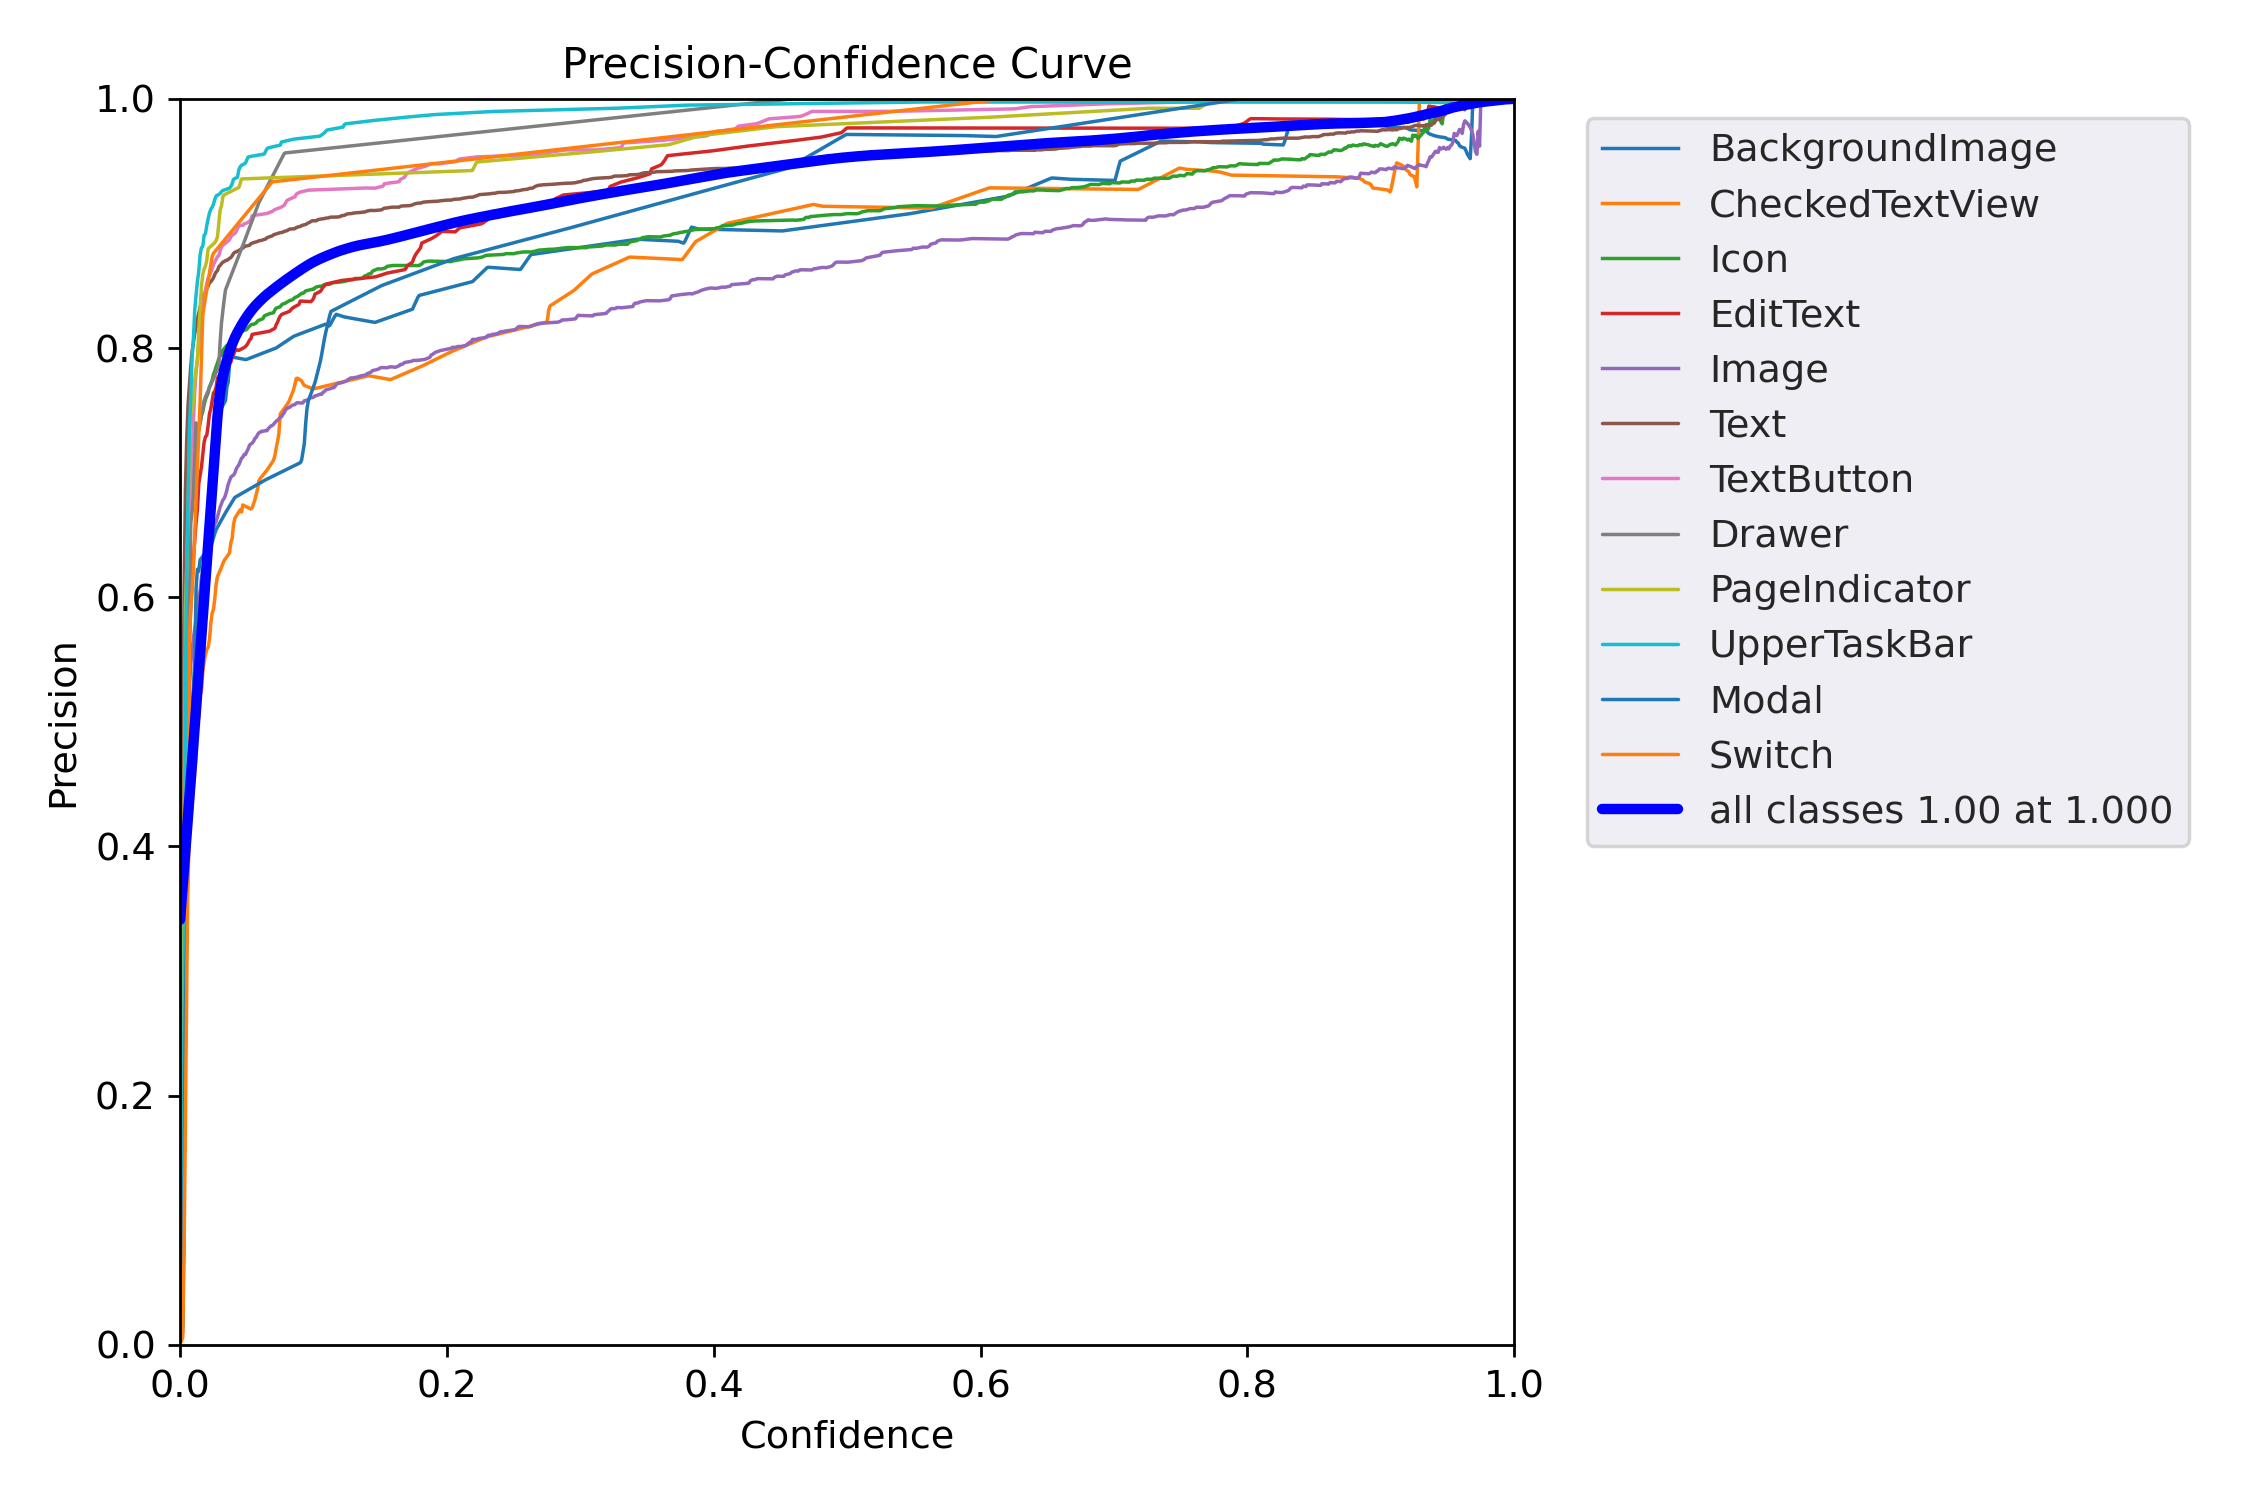 Precision-Confidence Curve
1.0
0.8
0.6
0.4
0.2
0.0
Precision
0.0 0.2 0.4 0.6 0.8 1.0
Confidence
BackgroundImage
CheckedTextView
Icon
EditText
Image
Text
TextButton
Drawer
PageIndicator
UpperTaskBar
Modal
Switch
all classes 1.00 at 1.000